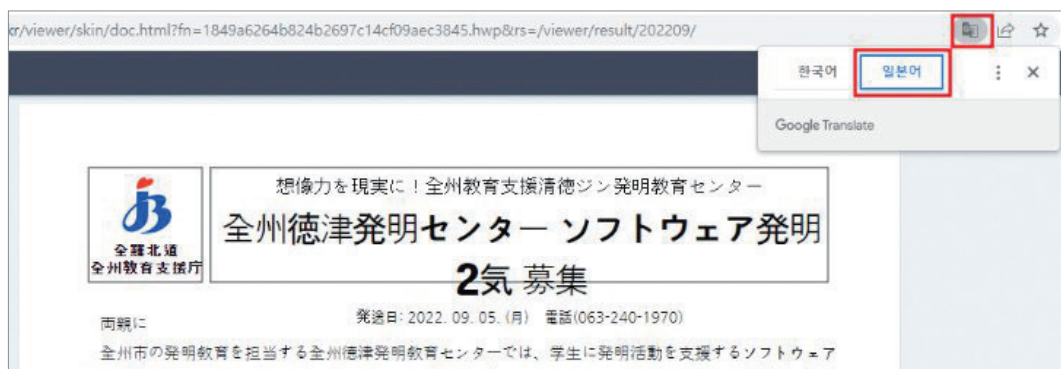 cr/viewer/skin/doc.html?fn=1849a6264b824b2697c14cf09aec3845.hwp&rs=/viewer/result/202209/
한국어 일본어
Google Translate
想像力を現実に！全州教育支援清徳ジン発明教育センター
全州徳津発明センター ソフトウェア発明
2気 募集
全羅北道
全州教育支援庁
発送日: 2022. 09. 05. (月) 電話(063-240-1970)
両親に
全州市の発明教育を担当する全州徳津発明教育センターでは、学生に発明活動を支援するソフトウェア